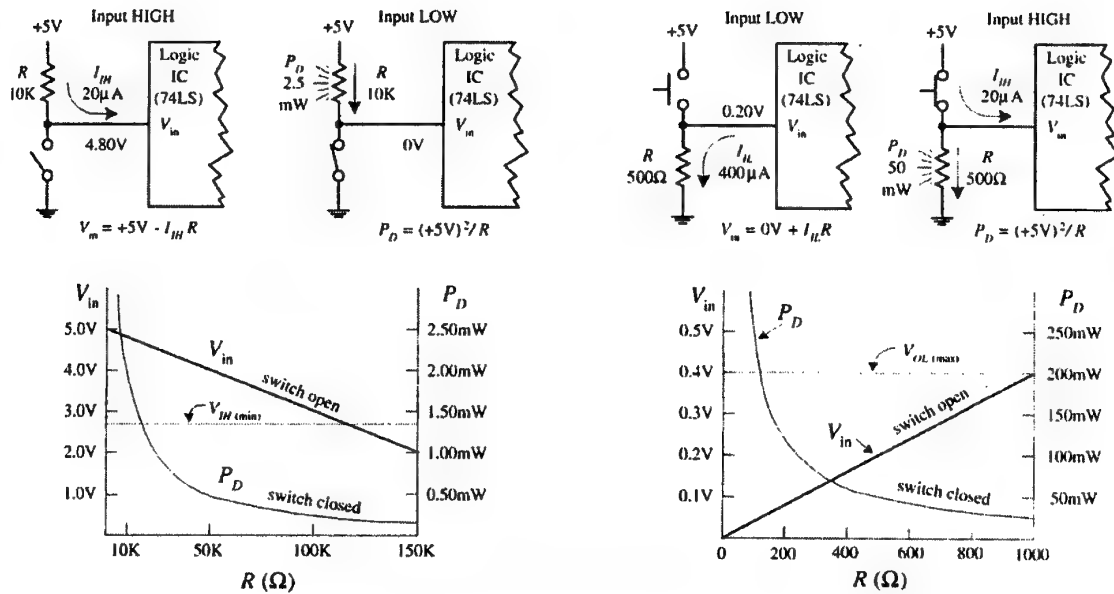 Input HIGH
+5V
R
10K
I_IH
20μA
4.80V
Logic
IC
(74LS)
V_in
V_in = +5V - I_IH R
Input LOW
+5V
P_D
2.5
mW
R
10K
0V
Logic
IC
(74LS)
V_in
P_D = (+5V)²/R
Input LOW
+5V
0.20V
R
500Ω
I_IL
400μA
Logic
IC
(74LS)
V_in
V_in = 0V + I_IL R
Input HIGH
+5V
I_IH
20μA
P_D
50
mW
R
500Ω
Logic
IC
(74LS)
V_in
P_D = (+5V)²/R
V_in
5.0V
4.0V
3.0V
2.0V
1.0V
P_D
2.50mW
2.00mW
1.50mW
1.00mW
0.50mW
V_in
switch open
V_IH (min)
P_D
switch closed
10K
50K
100K
150K
R (Ω)
V_in
0.5V
0.4V
0.3V
0.2V
0.1V
P_D
250mW
200mW
150mW
100mW
50mW
P_D
V_OL (max)
V_in
switch open
switch closed
0
200
400
600
800
1000
R (Ω)